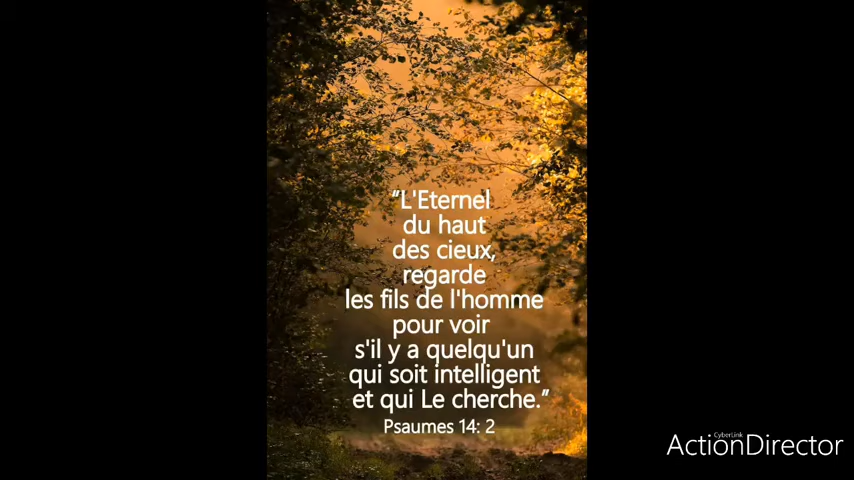 “L'Eternel
du haut
des cieux,
regarde
les fils de l'homme
pour voir
s'il y a quelqu'un
qui soit intelligent
et qui Le cherche.”
Psaumes 14: 2
CyberLink
ActionDirector